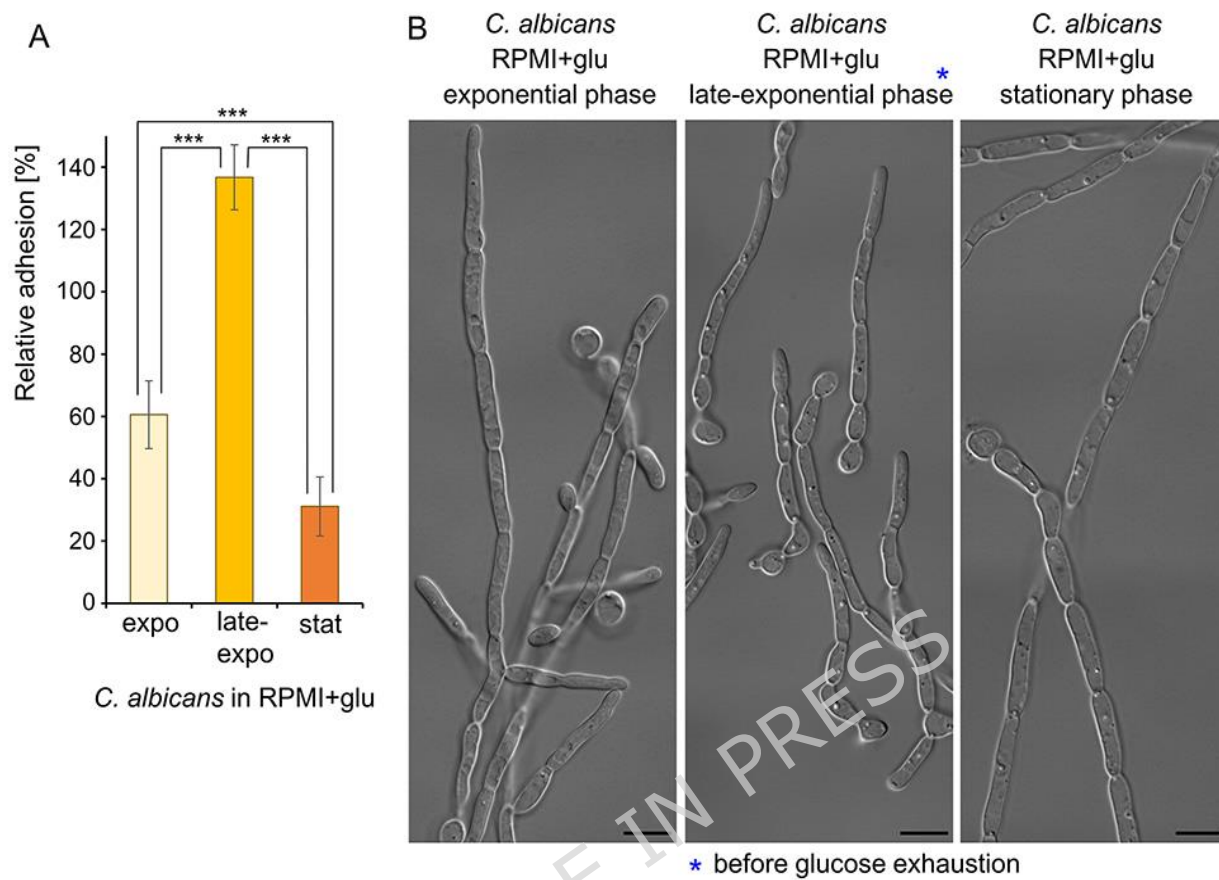 A
***
***
***
Relative adhesion [%]
140
120
100
80
60
40
20
0
expo
late-
expo
stat
C. albicans in RPMI+glu
B
C. albicans
RPMI+glu
exponential phase
C. albicans
RPMI+glu
late-exponential phase*
C. albicans
RPMI+glu
stationary phase
E IN PRESS
* before glucose exhaustion